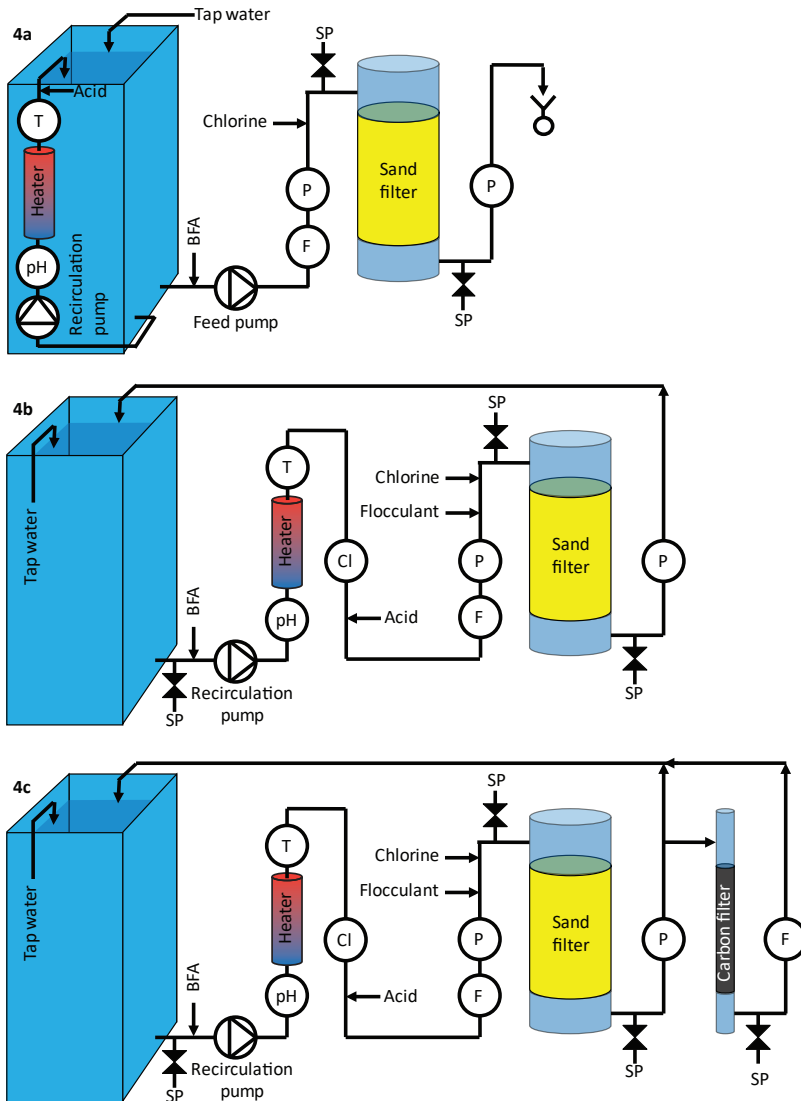 4a
Tap water
Acid
T
Heater
pH
Recirculation
pump
BFA
Feed pump
Chlorine
SP
P
F
Sand
filter
P
SP
4b
Tap water
BFA
SP
Recirculation
pump
T
Heater
pH
Cl
Acid
SP
Chlorine
Flocculant
P
F
Sand
filter
P
SP
4c
Tap water
BFA
SP
Recirculation
pump
T
Heater
pH
Cl
Acid
SP
Chlorine
Flocculant
P
F
Sand
filter
P
SP
Carbon filter
F
SP